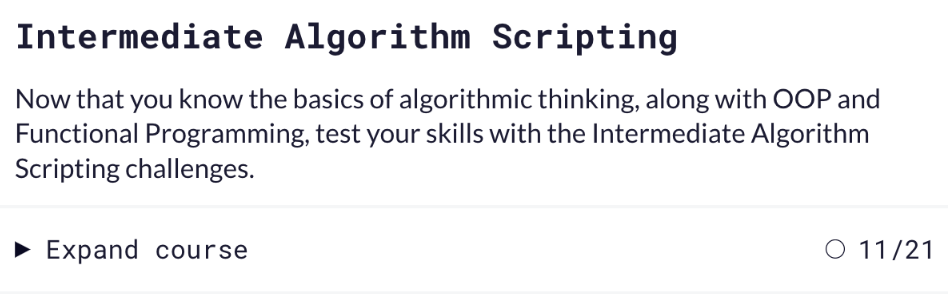 Intermediate Algorithm Scripting
Now that you know the basics of algorithmic thinking, along with OOP and
Functional Programming, test your skills with the Intermediate Algorithm
Scripting challenges.
Expand course 11/21